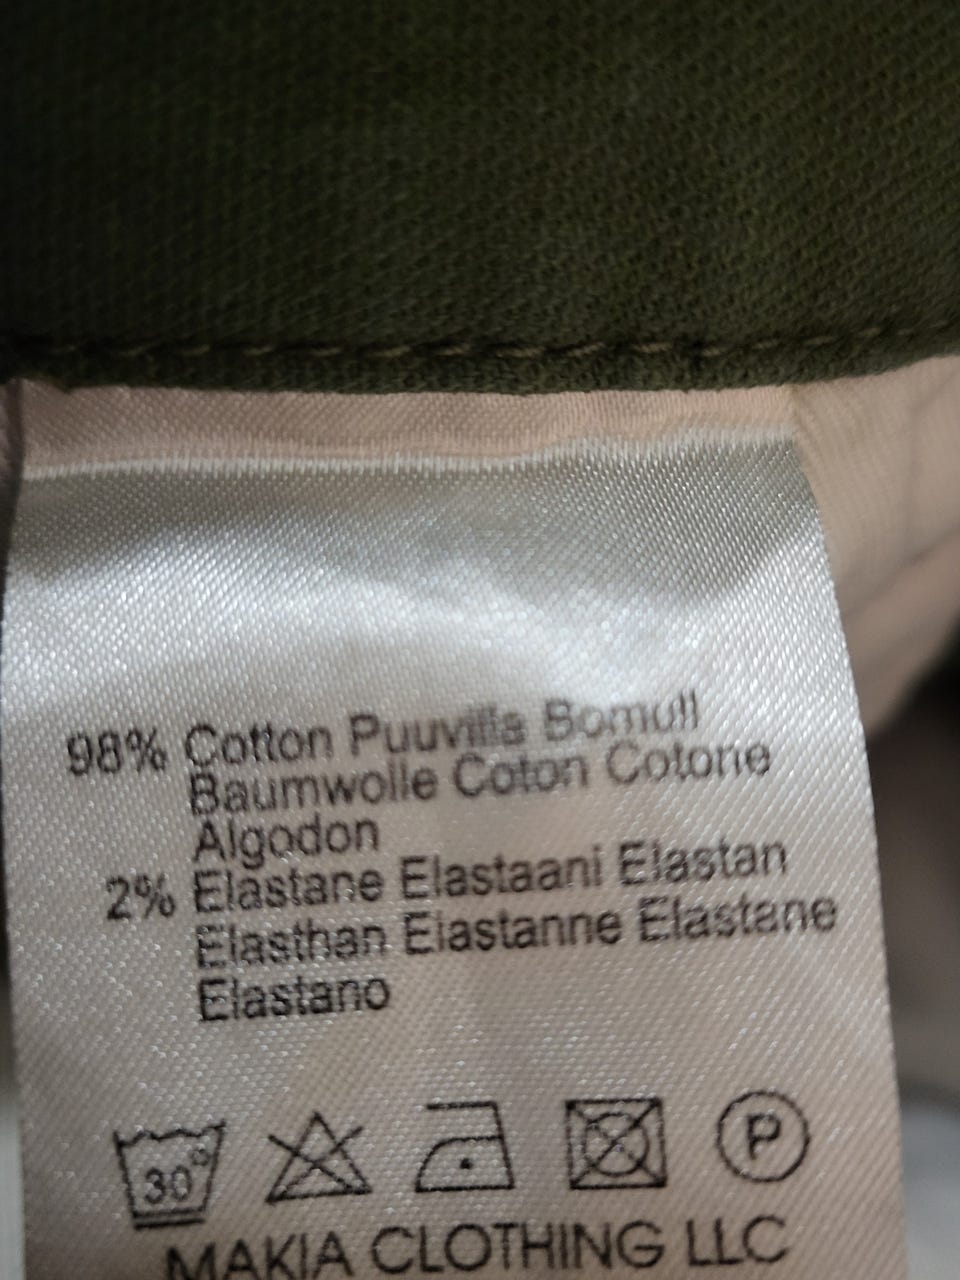 98% Cotton Puuvilla Bomull
Baumwolle Coton Cotone
Algodon
2% Elastane Elastaani Elastan
Elasthan Elastanne Elastane
Elastano
30°
P
MAKIA CLOTHING LLC